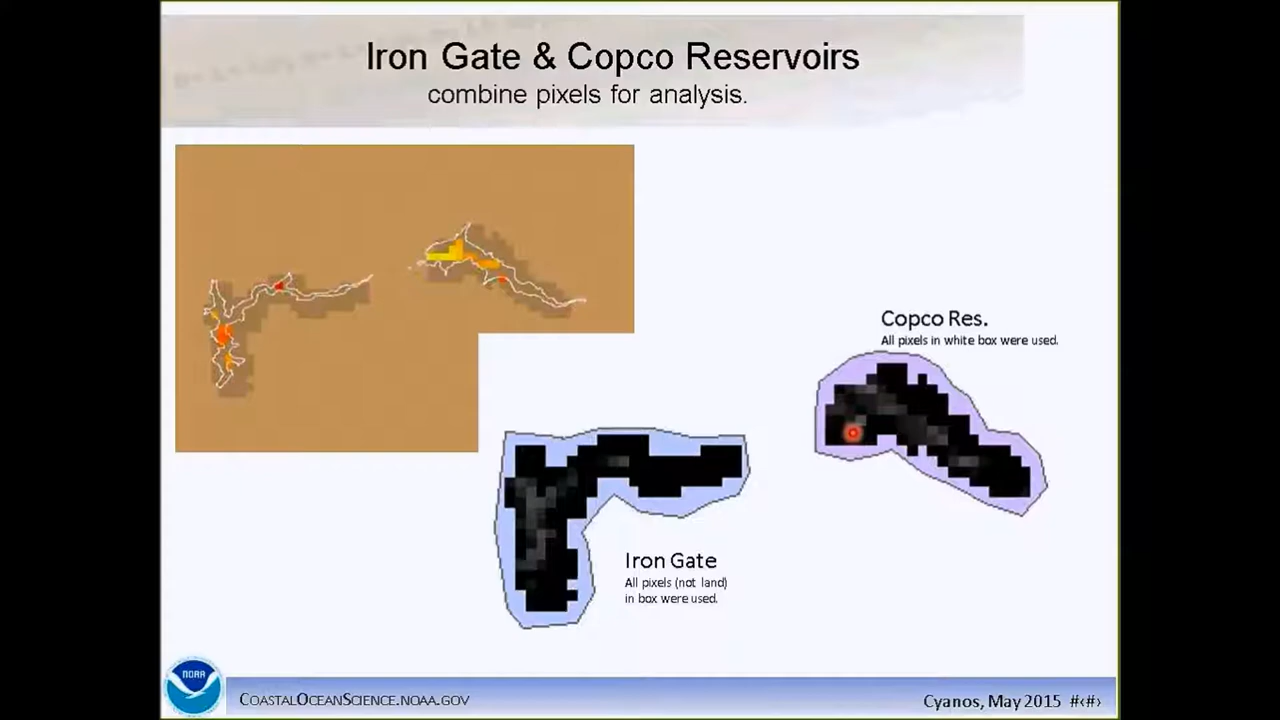 Iron Gate & Copco Reservoirs
combine pixels for analysis.
Copco Res.
All pixels in white box were used.
Iron Gate
All pixels (not land)
in box were used.
NOAA
CoastalOceanScience.noaa.gov
Cyanos, May 2015 #‹#›